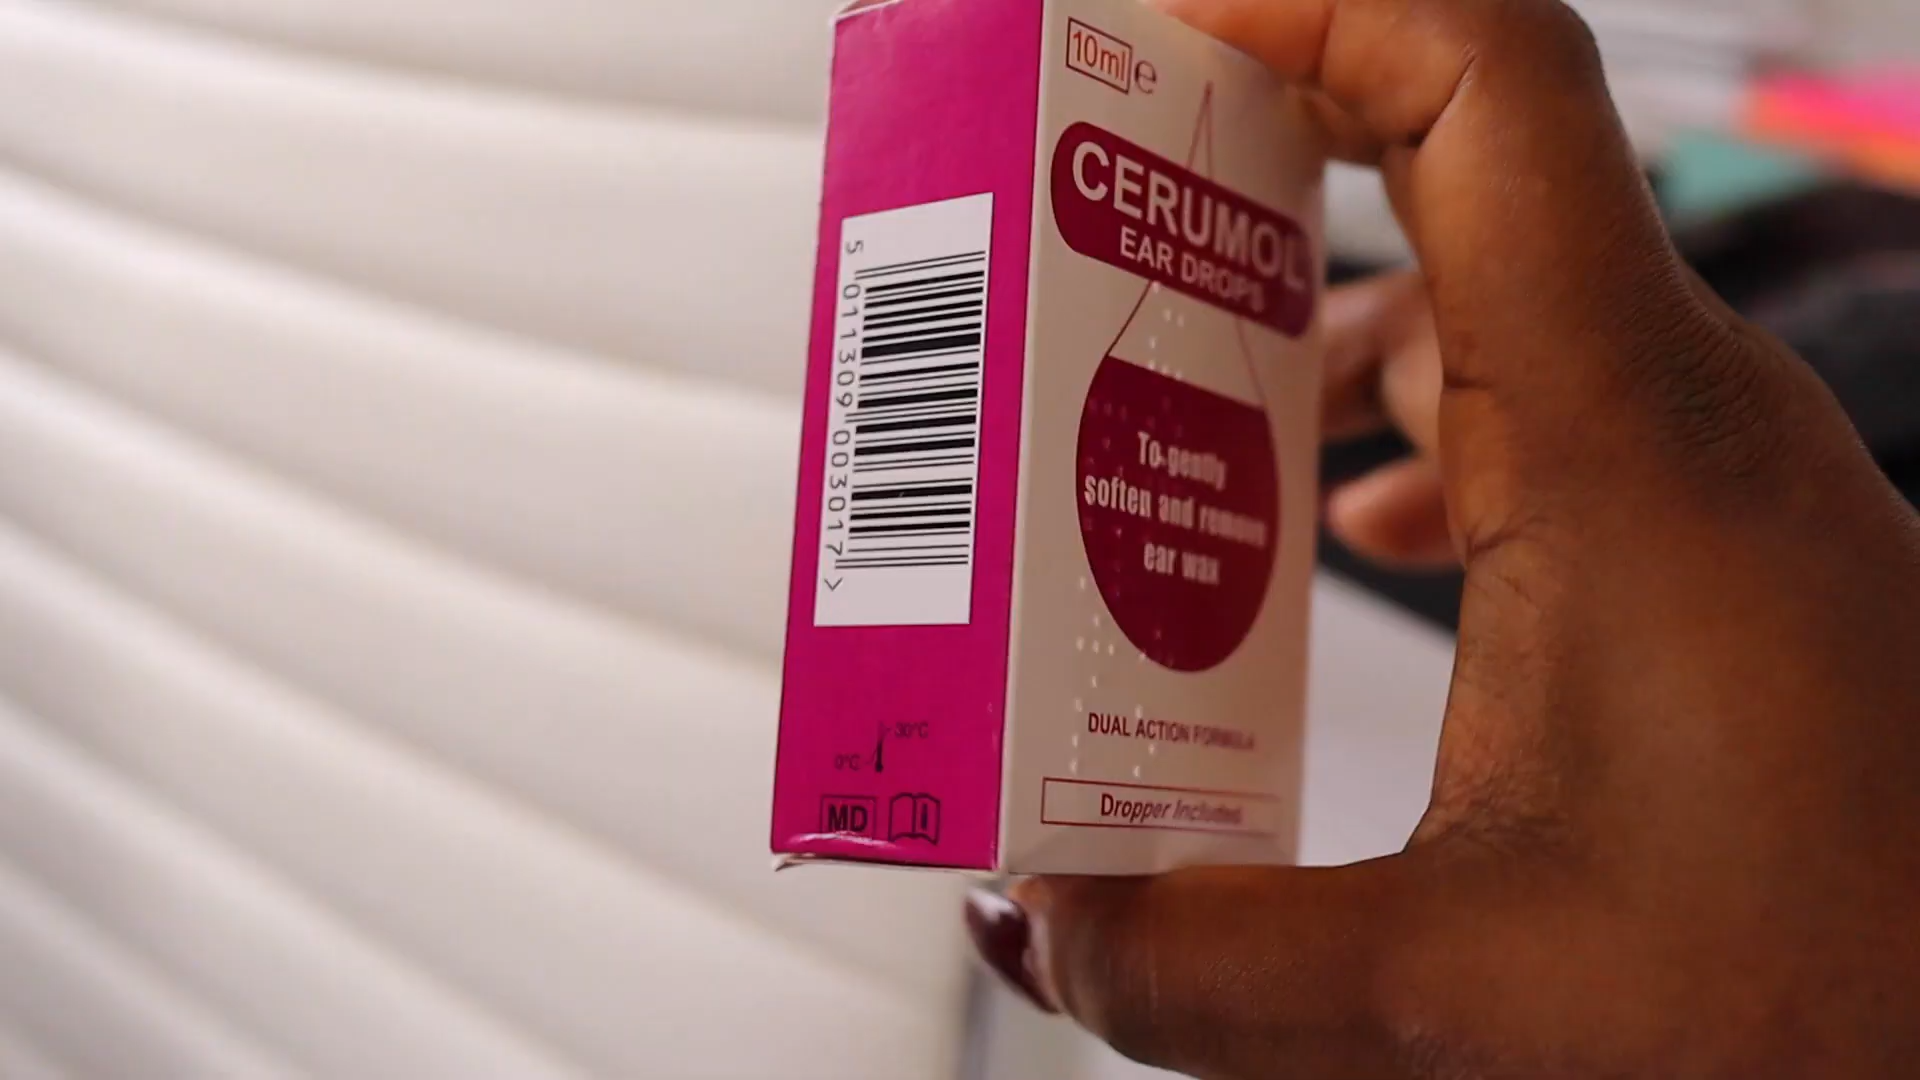 10ml e
CERUMOL
EAR DROPS
To gently
soften and remove
ear wax
DUAL ACTION FORMULA
Dropper Included
5 011309 003017 >
30°C
0°C
MD